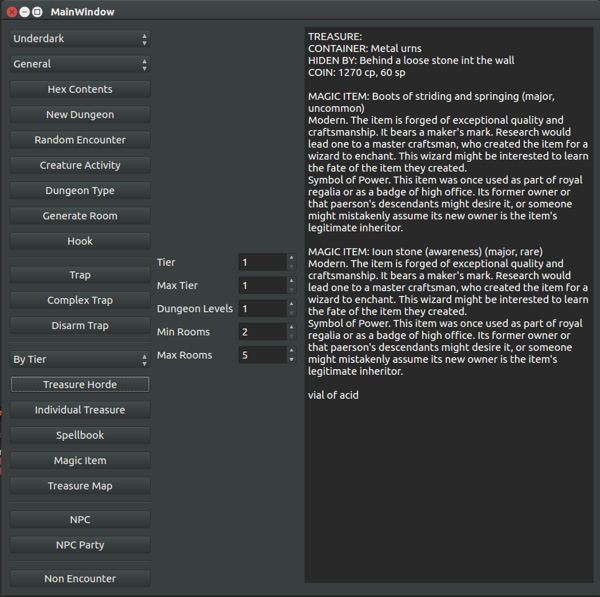 MainWindow
Underdark
General
Hex Contents
New Dungeon
Random Encounter
Creature Activity
Dungeon Type
Generate Room
Hook
Trap
Complex Trap
Disarm Trap
By Tier
Treasure Horde
Individual Treasure
Spellbook
Magic Item
Treasure Map
NPC
NPC Party
Non Encounter
Tier 1
Max Tier 1
Dungeon Levels 1
Min Rooms 2
Max Rooms 5
TREASURE:
CONTAINER: Metal urns
HIDEN BY: Behind a loose stone int the wall
COIN: 1270 cp, 60 sp
MAGIC ITEM: Boots of striding and springing (major,
uncommon)
Modern. The item is forged of exceptional quality and
craftsmanship. It bears a maker's mark. Research would
lead one to a master craftsman, who created the item for a
wizard to enchant. This wizard might be interested to learn
the fate of the item they created.
Symbol of Power. This item was once used as part of royal
regalia or as a badge of high office. Its former owner or
that paerson's descendants might desire it, or someone
might mistakenly assume its new owner is the item's
legitimate inheritor.
MAGIC ITEM: Ioun stone (awareness) (major, rare)
Modern. The item is forged of exceptional quality and
craftsmanship. It bears a maker's mark. Research would
lead one to a master craftsman, who created the item for a
wizard to enchant. This wizard might be interested to learn
the fate of the item they created.
Symbol of Power. This item was once used as part of royal
regalia or as a badge of high office. Its former owner or
that paerson's descendants might desire it, or someone
might mistakenly assume its new owner is the item's
legitimate inheritor.
vial of acid